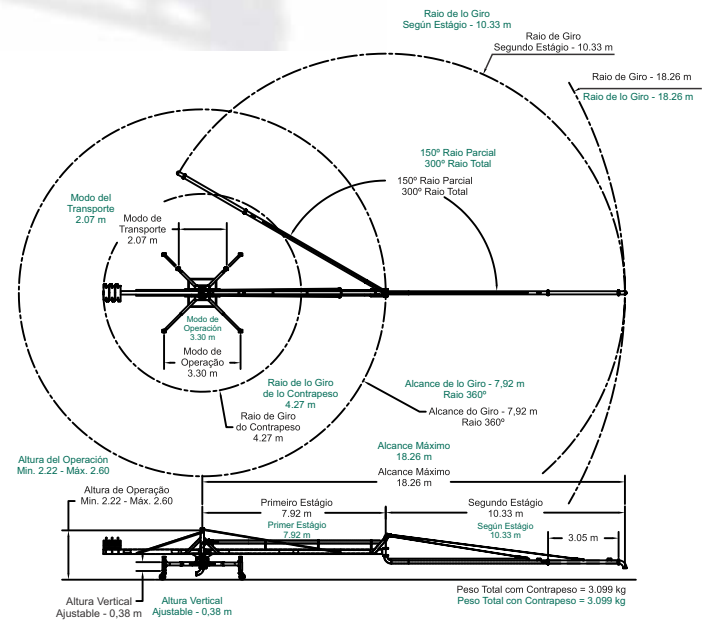 Raio de lo Giro
Según Estágio - 10.33 m
Raio de Giro
Segundo Estágio - 10.33 m
Raio de Giro - 18.26 m
Raio de lo Giro - 18.26 m
150º Raio Parcial
300º Raio Total
150º Raio Parcial
300º Raio Total
Modo del
Transporte
2.07 m
Modo de
Transporte
2.07 m
Modo de
Operación
3.30 m
Modo de
Operação
3.30 m
Raio de lo Giro
de lo Contrapeso
4.27 m
Raio de Giro
do Contrapeso
4.27 m
Alcance de lo Giro - 7,92 m
Raio 360º
Alcance do Giro - 7,92 m
Raio 360º
Alcance Máximo
18.26 m
Alcance Máximo
18.26 m
Altura del Operación
Min. 2.22 - Máx. 2.60
Altura de Operação
Min. 2.22 - Máx. 2.60
Primeiro Estágio
7.92 m
Primer Estágio
7.92 m
Segundo Estágio
10.33 m
Según Estágio
10.33 m
3.05 m
Altura Vertical
Ajustable - 0,38 m
Altura Vertical
Ajustable - 0,38 m
Peso Total com Contrapeso = 3.099 kg
Peso Total con Contrapeso = 3.099 kg